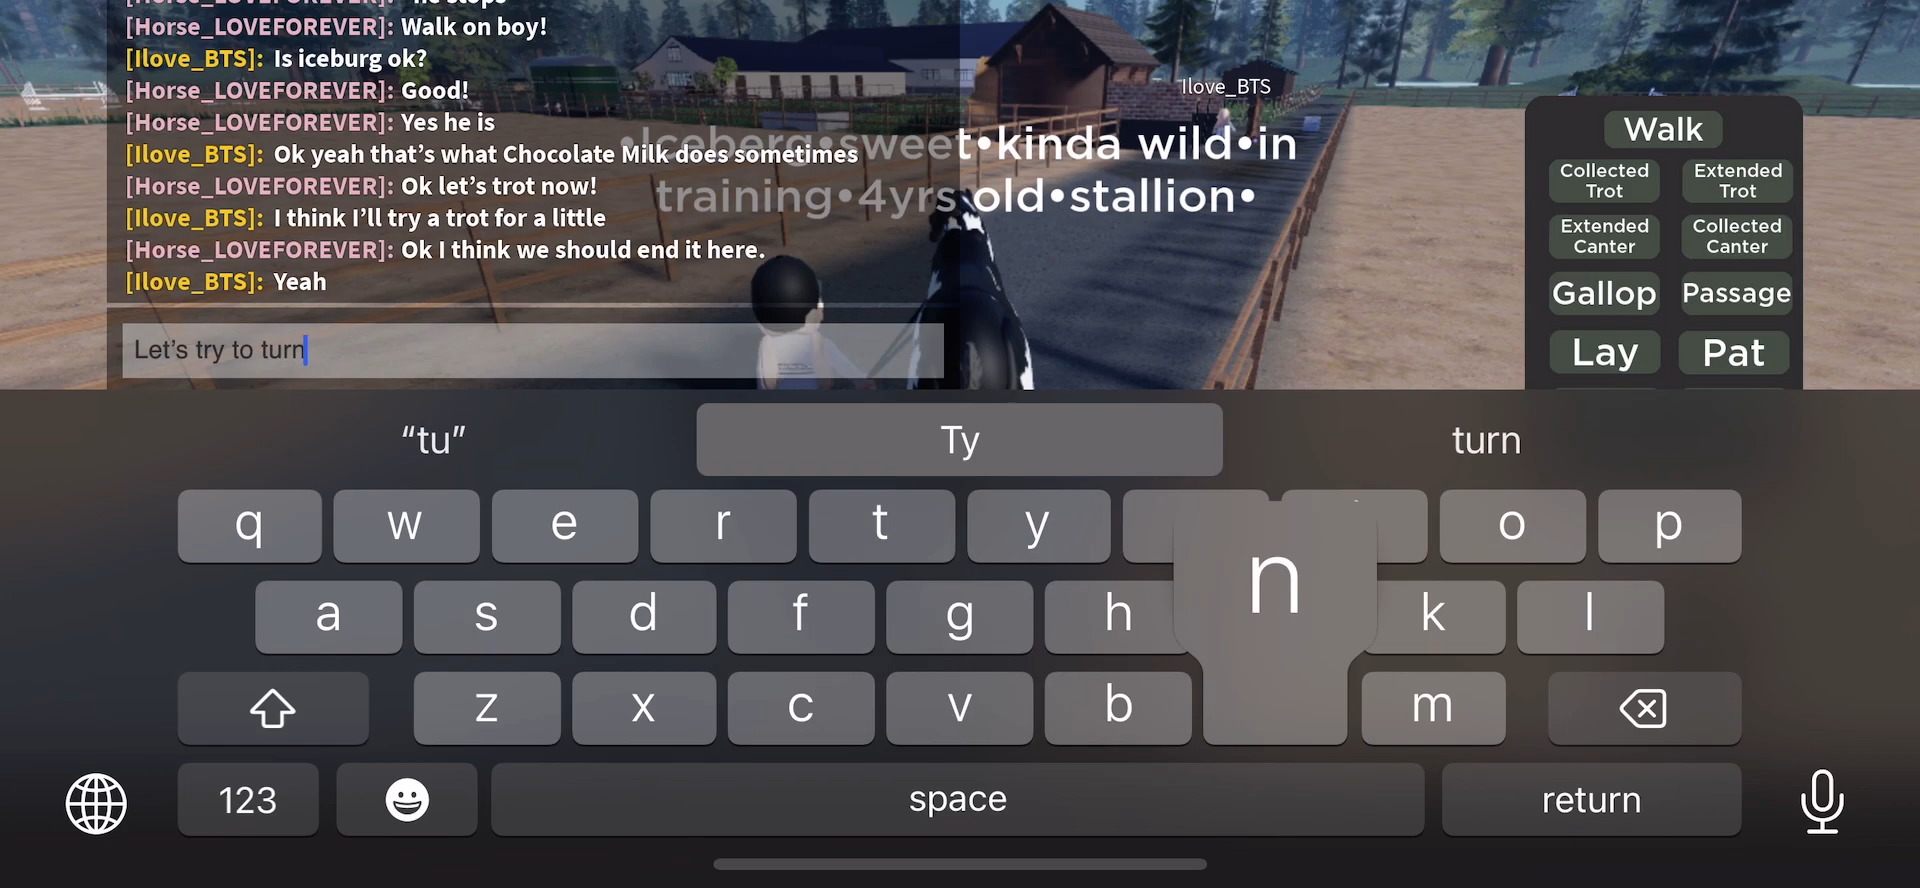 he stops
[Horse_LOVEFOREVER]: Walk on boy!
[Ilove_BTS]: Is iceburg ok?
[Horse_LOVEFOREVER]: Good!
[Horse_LOVEFOREVER]: Yes he is
[Ilove_BTS]: Ok yeah that's what Chocolate Milk does sometimes
[Horse_LOVEFOREVER]: Ok let's trot now!
[Ilove_BTS]: I think I'll try a trot for a little
[Horse_LOVEFOREVER]: Ok I think we should end it here.
[Ilove_BTS]: Yeah
Let's try to turn
Ilove_BTS
•Iceberg•sweet•kinda wild•in
training•4yrs old•stallion•
Walk
Collected Trot
Extended Trot
Extended Canter
Collected Canter
Gallop
Passage
Lay
Pat
"tu"
Ty
turn
q w e r t y o p
a s d f g h k l
n
z x c v b m
123
space
return